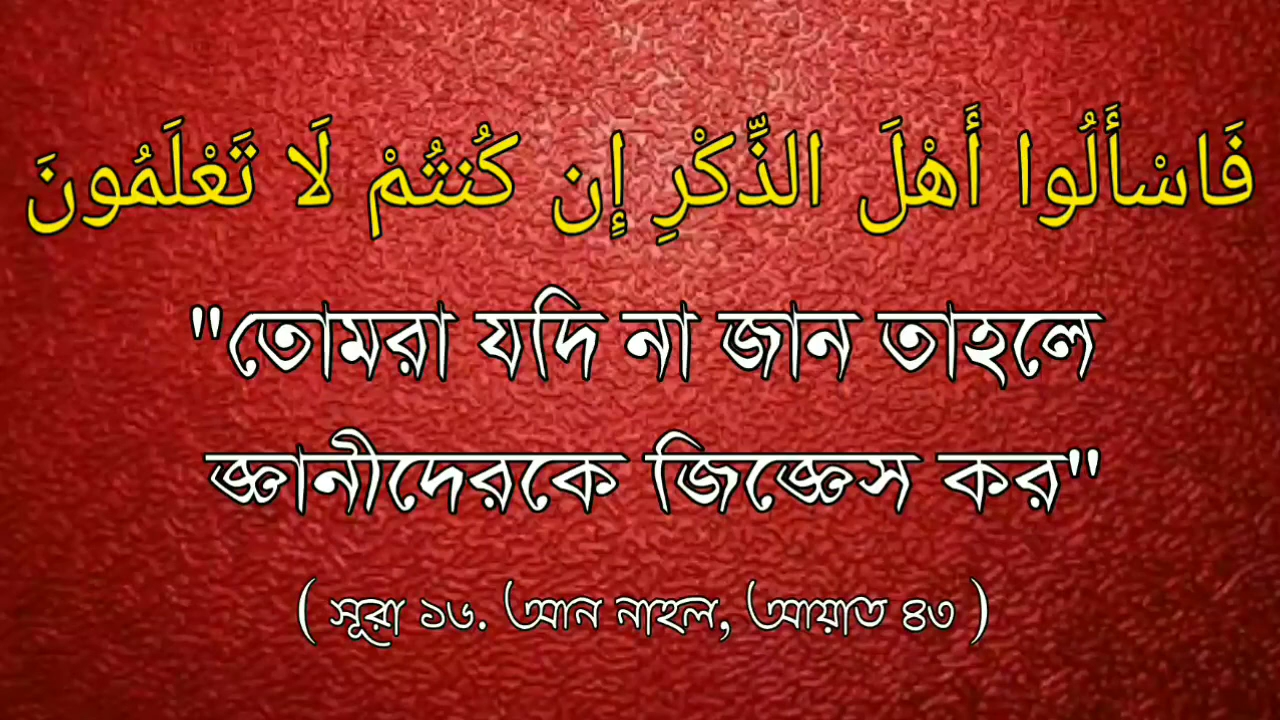 فَاسْأَلُوا أَهْلَ الذِّكْرِ إِن كُنتُمْ لَا تَعْلَمُونَ
"তোমরা যদি না জান তাহলে
জ্ঞানীদেরকে জিজ্ঞেস কর"
( সূরা ১৬. আন নাহল, আয়াত ৪৩ )